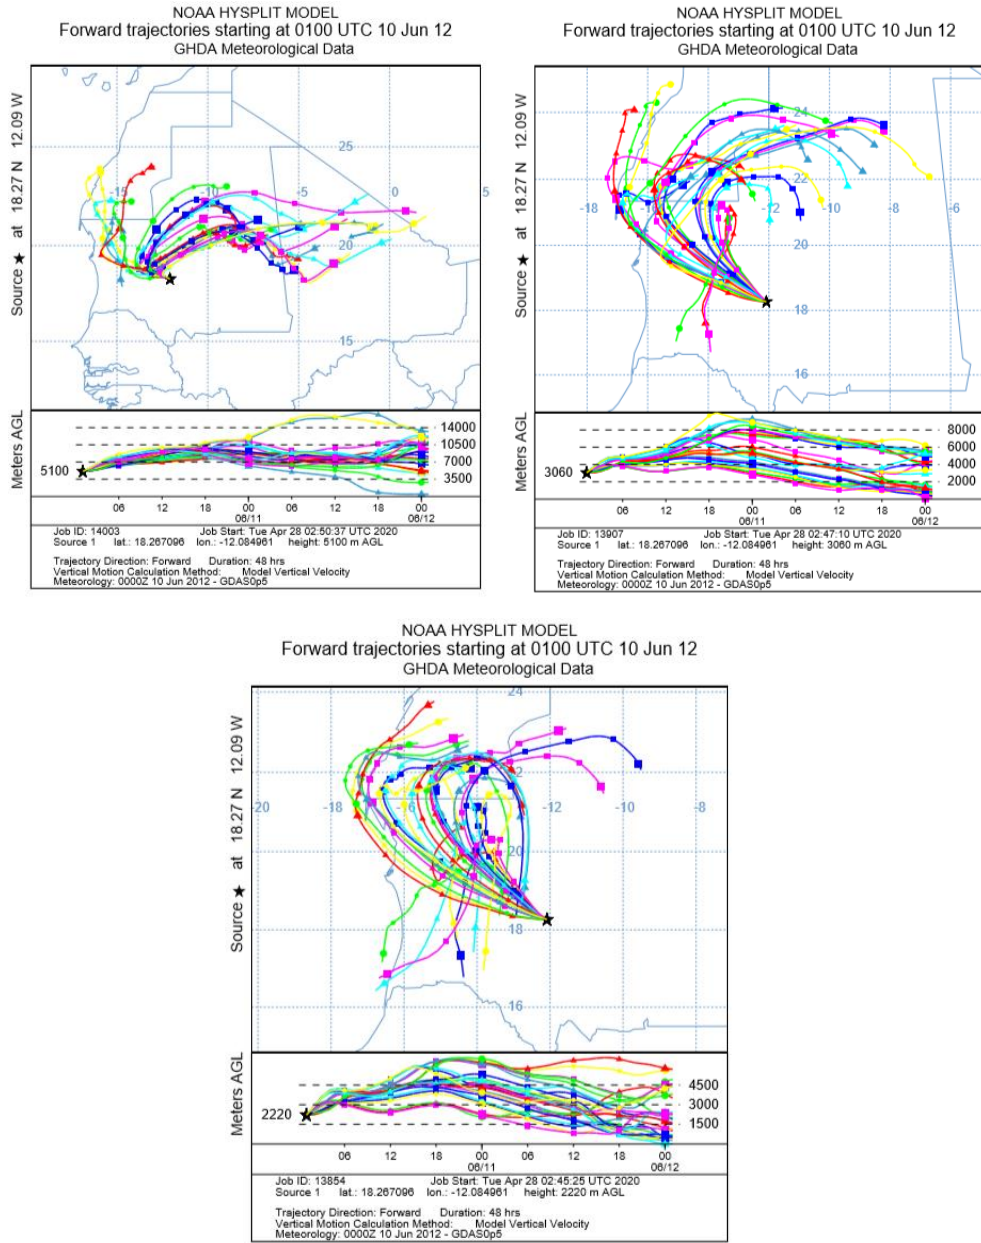 NOAA HYSPLIT MODEL
Forward trajectories starting at 0100 UTC 10 Jun 12
GHDA Meteorological Data
Source ★ at 18.27 N 12.09 W
25
-15
-10
-5
0
5
20
15
Meters AGL
5100
14000
10500
7000
3500
06 12 18 00 06 12 18 00
06/11 06/12
Job ID: 14003 Job Start: Tue Apr 28 02:50:37 UTC 2020
Source 1 lat.: 18.267096 lon.: -12.084961 height: 5100 m AGL
Trajectory Direction: Forward Duration: 48 hrs
Vertical Motion Calculation Method: Model Vertical Velocity
Meteorology: 0000Z 10 Jun 2012 - GDAS0p5
NOAA HYSPLIT MODEL
Forward trajectories starting at 0100 UTC 10 Jun 12
GHDA Meteorological Data
Source ★ at 18.27 N 12.09 W
24
22
-18
-12
-10
-8
-6
20
18
16
Meters AGL
3060
8000
6000
4000
2000
06 12 18 00 06 12 18 00
06/11 06/12
Job ID: 13907 Job Start: Tue Apr 28 02:47:10 UTC 2020
Source 1 lat.: 18.267096 lon.: -12.084961 height: 3060 m AGL
Trajectory Direction: Forward Duration: 48 hrs
Vertical Motion Calculation Method: Model Vertical Velocity
Meteorology: 0000Z 10 Jun 2012 - GDAS0p5
NOAA HYSPLIT MODEL
Forward trajectories starting at 0100 UTC 10 Jun 12
GHDA Meteorological Data
Source ★ at 18.27 N 12.09 W
24
22
-20
-18
-16
-14
-12
-10
-8
20
18
16
Meters AGL
2220
4500
3000
1500
06 12 18 00 06 12 18 00
06/11 06/12
Job ID: 13854 Job Start: Tue Apr 28 02:45:25 UTC 2020
Source 1 lat.: 18.267096 lon.: -12.084961 height: 2220 m AGL
Trajectory Direction: Forward Duration: 48 hrs
Vertical Motion Calculation Method: Model Vertical Velocity
Meteorology: 0000Z 10 Jun 2012 - GDAS0p5